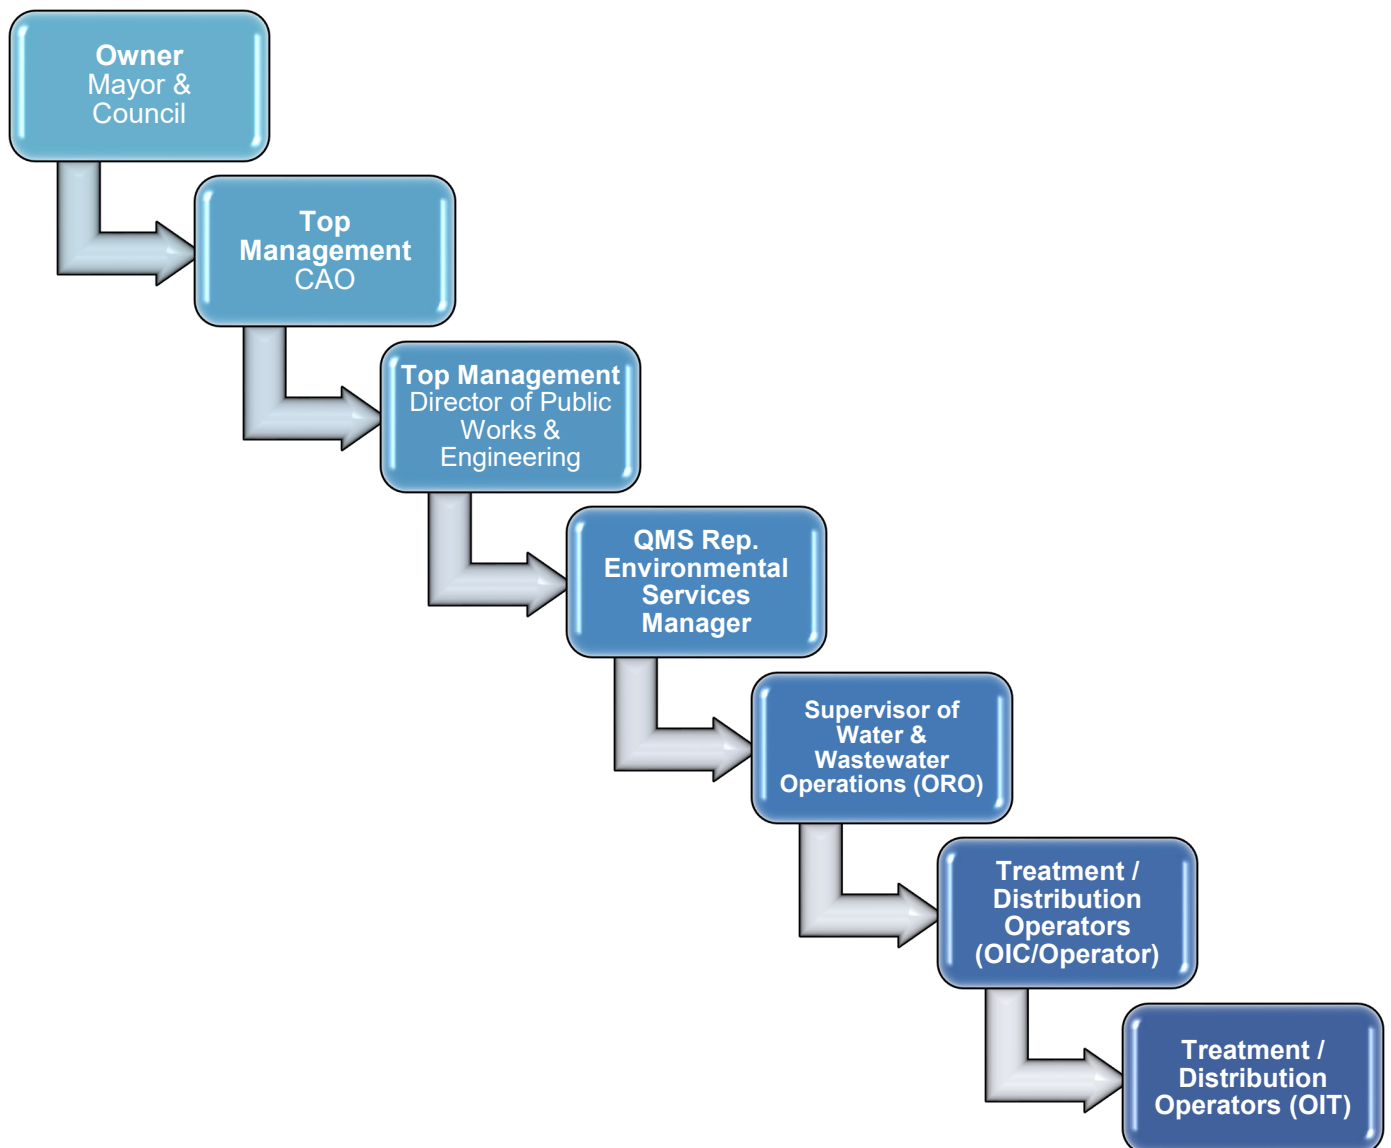 Owner
Mayor &
Council
Top
Management
CAO
Top Management
Director of Public
Works &
Engineering
QMS Rep.
Environmental
Services
Manager
Supervisor of
Water &
Wastewater
Operations (ORO)
Treatment /
Distribution
Operators
(OIC/Operator)
Treatment /
Distribution
Operators (OIT)